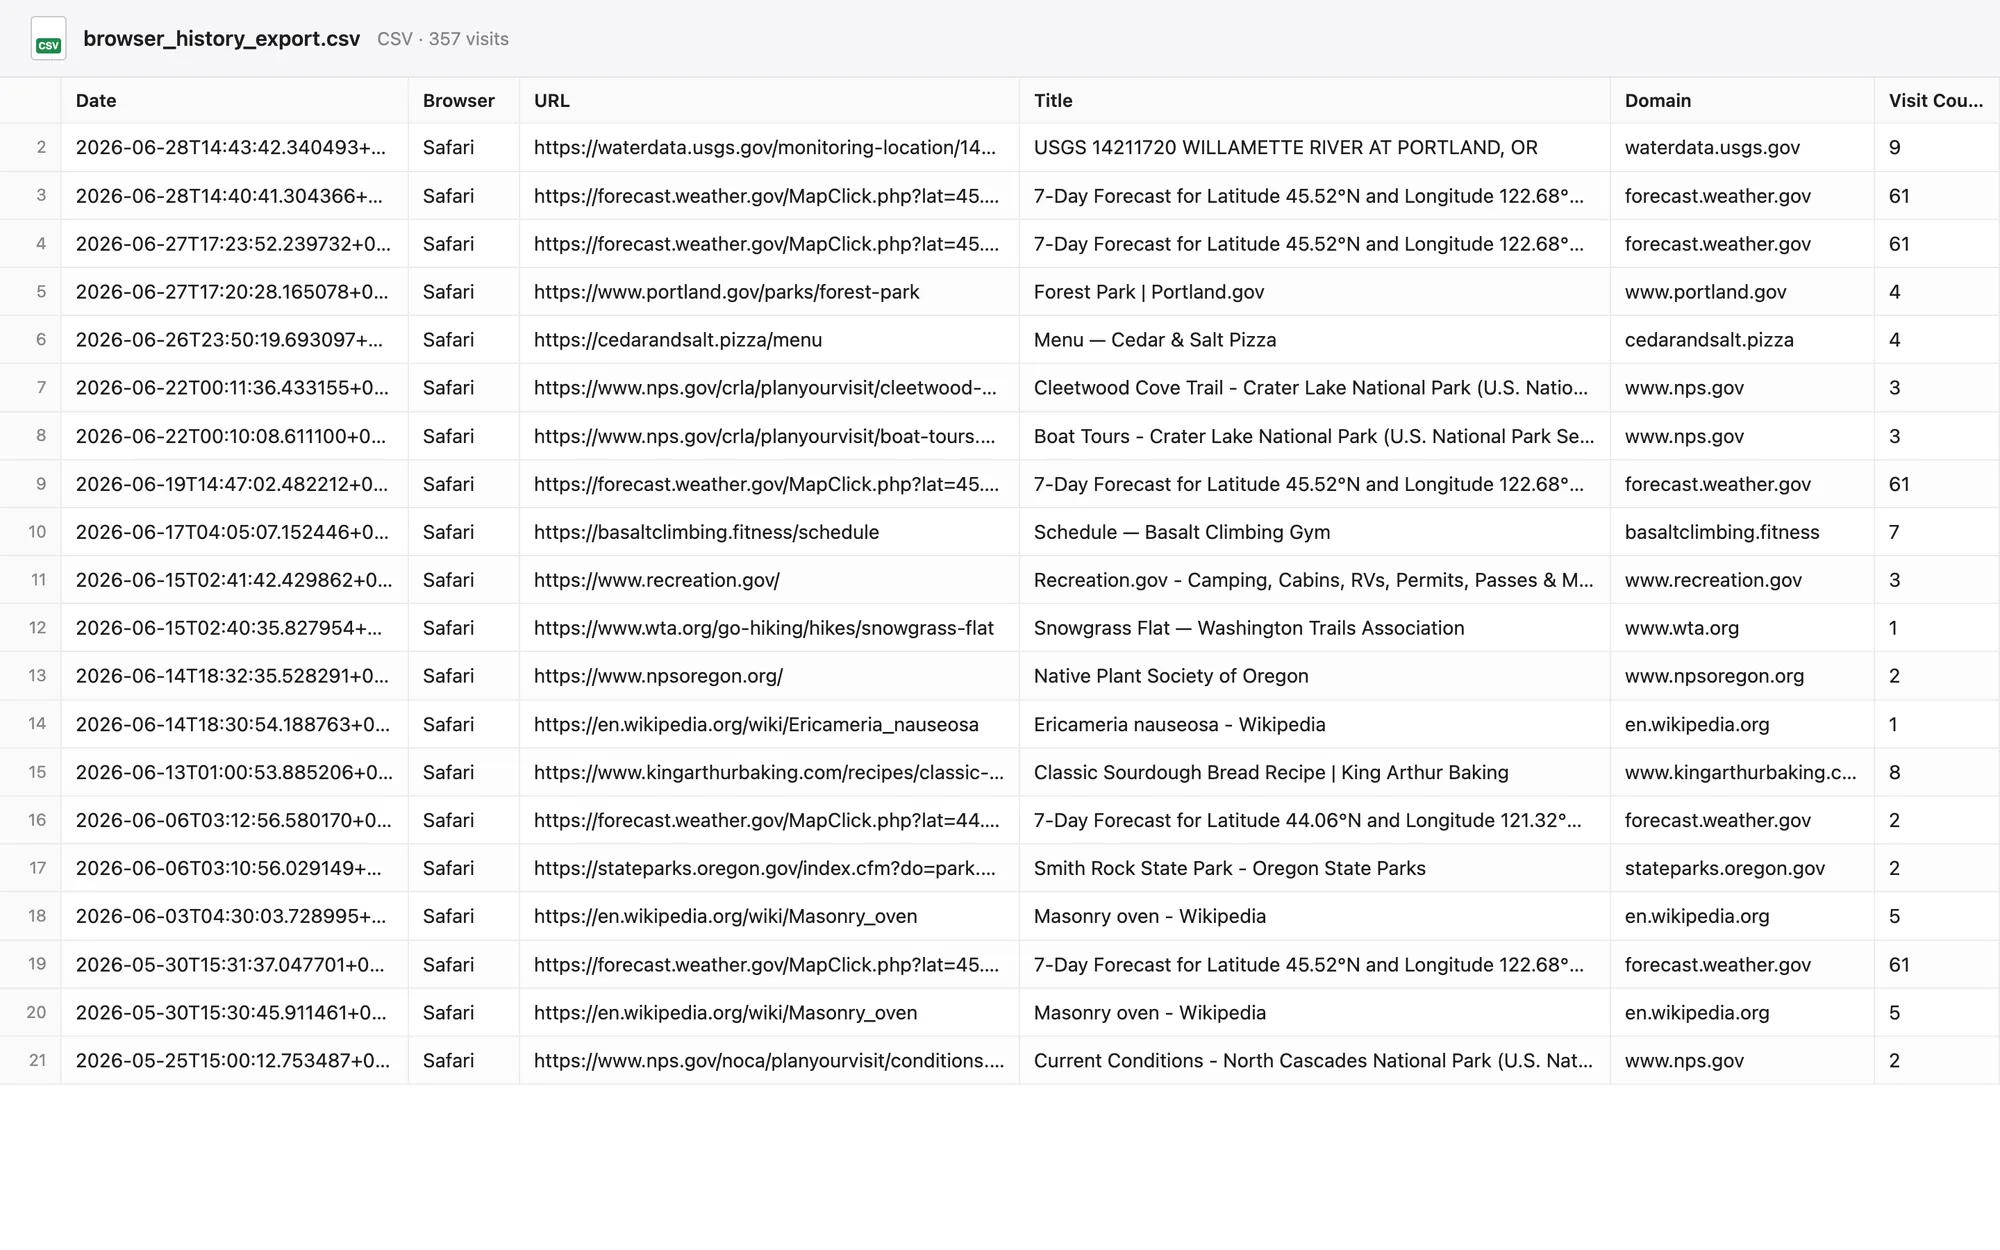 CSV browser_history_export.csv CSV · 357 visits
Date Browser URL Title Domain Visit Cou...
2 2026-06-28T14:43:42.340493+... Safari https://waterdata.usgs.gov/monitoring-location/14... USGS 14211720 WILLAMETTE RIVER AT PORTLAND, OR waterdata.usgs.gov 9
3 2026-06-28T14:40:41.304366+... Safari https://forecast.weather.gov/MapClick.php?lat=45.... 7-Day Forecast for Latitude 45.52°N and Longitude 122.68°... forecast.weather.gov 61
4 2026-06-27T17:23:52.239732+0... Safari https://forecast.weather.gov/MapClick.php?lat=45.... 7-Day Forecast for Latitude 45.52°N and Longitude 122.68°... forecast.weather.gov 61
5 2026-06-27T17:20:28.165078+0... Safari https://www.portland.gov/parks/forest-park Forest Park | Portland.gov www.portland.gov 4
6 2026-06-26T23:50:19.693097+... Safari https://cedarandsalt.pizza/menu Menu — Cedar & Salt Pizza cedarandsalt.pizza 4
7 2026-06-22T00:11:36.433155+0... Safari https://www.nps.gov/crla/planyourvisit/cleetwood-... Cleetwood Cove Trail - Crater Lake National Park (U.S. Natio... www.nps.gov 3
8 2026-06-22T00:10:08.611100+0... Safari https://www.nps.gov/crla/planyourvisit/boat-tours.... Boat Tours - Crater Lake National Park (U.S. National Park Se... www.nps.gov 3
9 2026-06-19T14:47:02.482212+0... Safari https://forecast.weather.gov/MapClick.php?lat=45.... 7-Day Forecast for Latitude 45.52°N and Longitude 122.68°... forecast.weather.gov 61
10 2026-06-17T04:05:07.152446+0... Safari https://basaltclimbing.fitness/schedule Schedule — Basalt Climbing Gym basaltclimbing.fitness 7
11 2026-06-15T02:41:42.429862+0... Safari https://www.recreation.gov/ Recreation.gov - Camping, Cabins, RVs, Permits, Passes & M... www.recreation.gov 3
12 2026-06-15T02:40:35.827954+... Safari https://www.wta.org/go-hiking/hikes/snowgrass-flat Snowgrass Flat — Washington Trails Association www.wta.org 1
13 2026-06-14T18:32:35.528291+0... Safari https://www.npsoregon.org/ Native Plant Society of Oregon www.npsoregon.org 2
14 2026-06-14T18:30:54.188763+0... Safari https://en.wikipedia.org/wiki/Ericameria_nauseosa Ericameria nauseosa - Wikipedia en.wikipedia.org 1
15 2026-06-13T01:00:53.885206+0... Safari https://www.kingarthurbaking.com/recipes/classic-... Classic Sourdough Bread Recipe | King Arthur Baking www.kingarthurbaking.c... 8
16 2026-06-06T03:12:56.580170+0... Safari https://forecast.weather.gov/MapClick.php?lat=44.... 7-Day Forecast for Latitude 44.06°N and Longitude 121.32°... forecast.weather.gov 2
17 2026-06-06T03:10:56.029149+... Safari https://stateparks.oregon.gov/index.cfm?do=park.... Smith Rock State Park - Oregon State Parks stateparks.oregon.gov 2
18 2026-06-03T04:30:03.728995+... Safari https://en.wikipedia.org/wiki/Masonry_oven Masonry oven - Wikipedia en.wikipedia.org 5
19 2026-05-30T15:31:37.047701+0... Safari https://forecast.weather.gov/MapClick.php?lat=45.... 7-Day Forecast for Latitude 45.52°N and Longitude 122.68°... forecast.weather.gov 61
20 2026-05-30T15:30:45.911461+0... Safari https://en.wikipedia.org/wiki/Masonry_oven Masonry oven - Wikipedia en.wikipedia.org 5
21 2026-05-25T15:00:12.753487+0... Safari https://www.nps.gov/noca/planyourvisit/conditions.... Current Conditions - North Cascades National Park (U.S. Nat... www.nps.gov 2